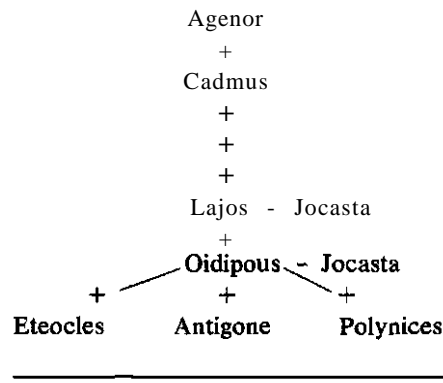 Agenor
+
Cadmus
+
+
+
Lajos - Jocasta
+
Oidipous - Jocasta
+ + +
Eteocles Antigone Polynices